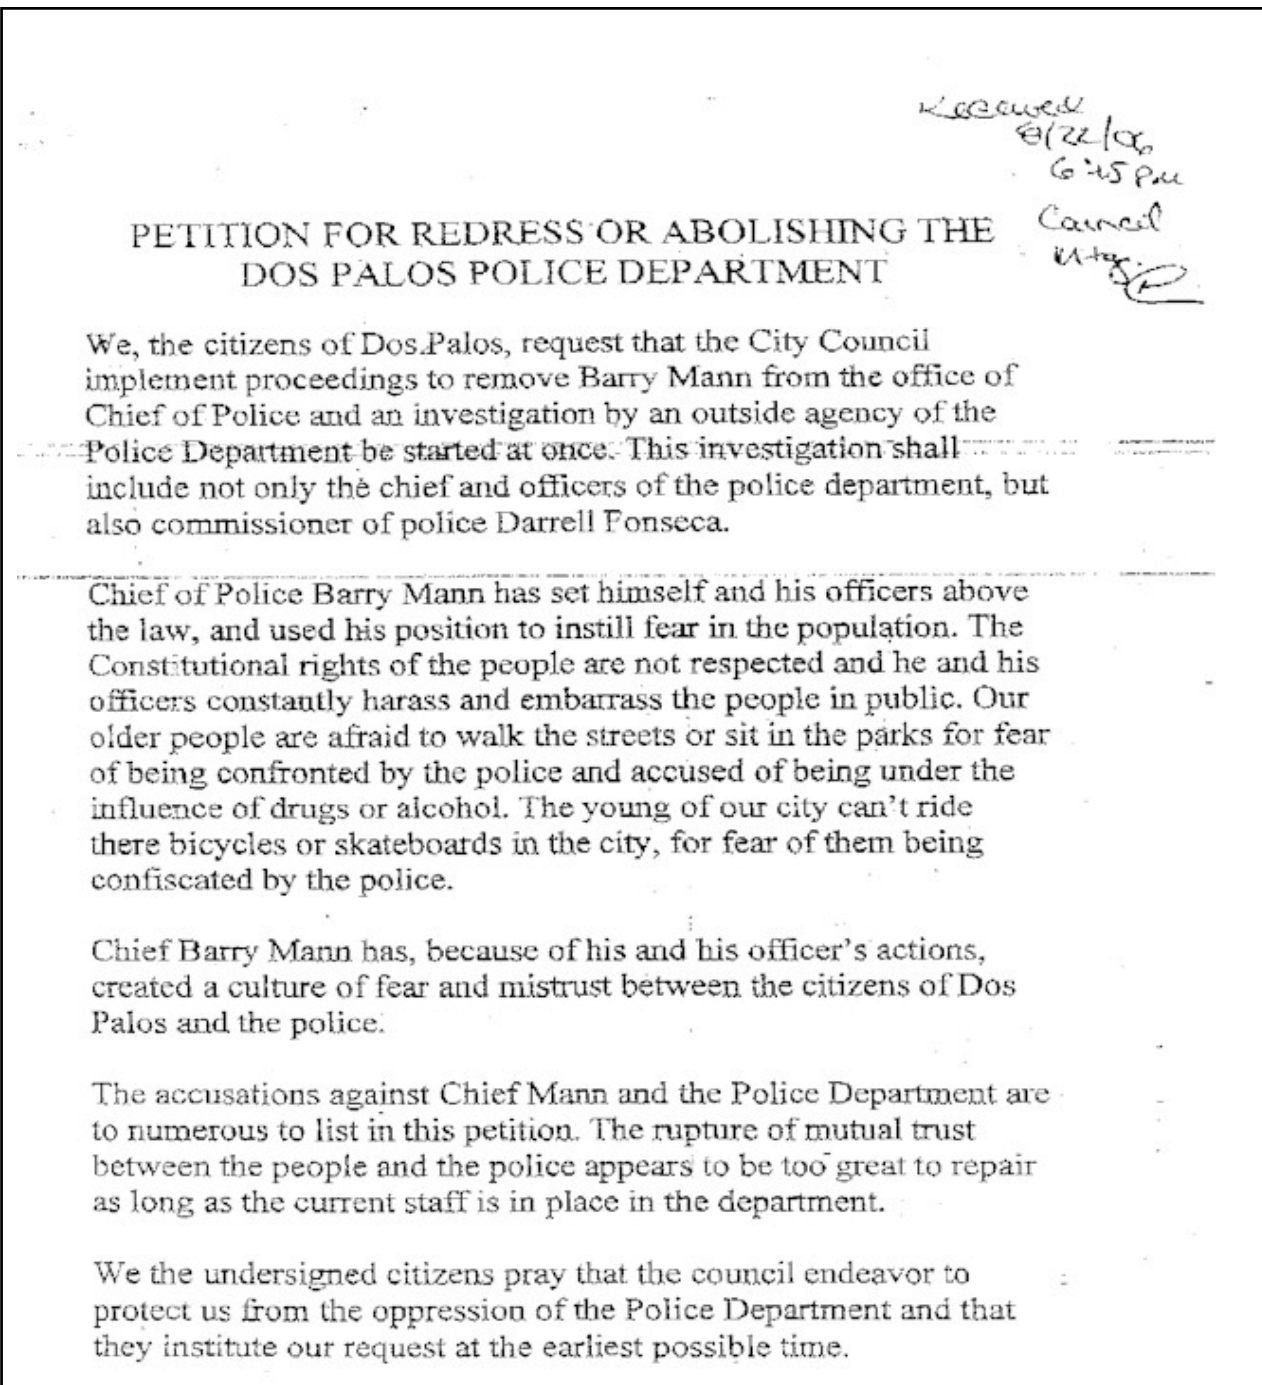 Received
8/22/06
6:45 PM
Council
Mtg.
PETITION FOR REDRESS OR ABOLISHING THE
DOS PALOS POLICE DEPARTMENT
We, the citizens of Dos Palos, request that the City Council
implement proceedings to remove Barry Mann from the office of
Chief of Police and an investigation by an outside agency of the
Police Department be started at once. This investigation shall
include not only the chief and officers of the police department, but
also commissioner of police Darrell Fonseca.
Chief of Police Barry Mann has set himself and his officers above
the law, and used his position to instill fear in the population. The
Constitutional rights of the people are not respected and he and his
officers constantly harass and embarrass the people in public. Our
older people are afraid to walk the streets or sit in the parks for fear
of being confronted by the police and accused of being under the
influence of drugs or alcohol. The young of our city can't ride
there bicycles or skateboards in the city, for fear of them being
confiscated by the police.
Chief Barry Mann has, because of his and his officer's actions,
created a culture of fear and mistrust between the citizens of Dos
Palos and the police.
The accusations against Chief Mann and the Police Department are
to numerous to list in this petition. The rupture of mutual trust
between the people and the police appears to be too great to repair
as long as the current staff is in place in the department.
We the undersigned citizens pray that the council endeavor to
protect us from the oppression of the Police Department and that
they institute our request at the earliest possible time.